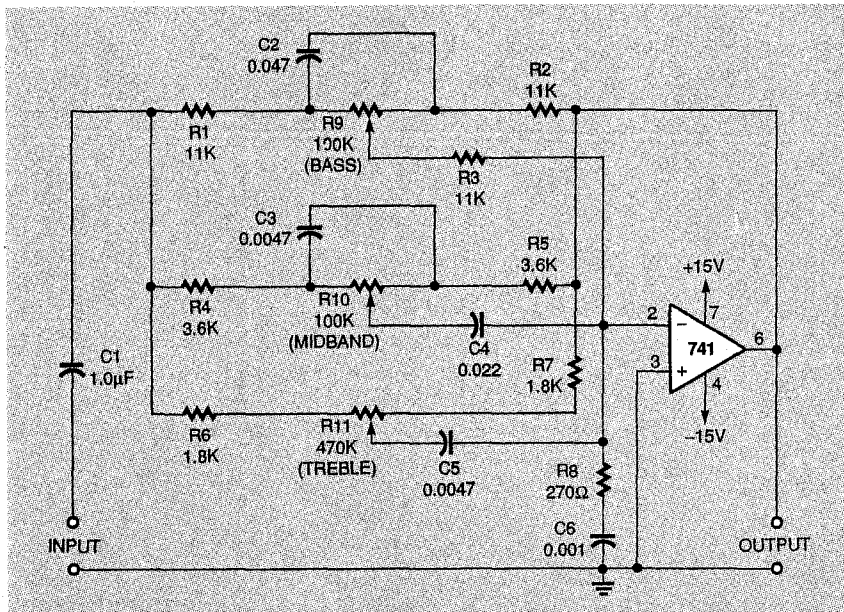 C2
0.047
R2
11K
R1
11K
R9
100K
(BASS)
R3
11K
C3
0.0047
R5
3.6K
+15V
R4
3.6K
R10
100K
(MIDBAND)
2
7
6
741
3
4
C4
0.022
C1
1.0µF
R7
1.8K
-15V
R6
1.8K
R11
470K
(TREBLE)
C5
0.0047
R8
270Ω
C6
0.001
INPUT
OUTPUT